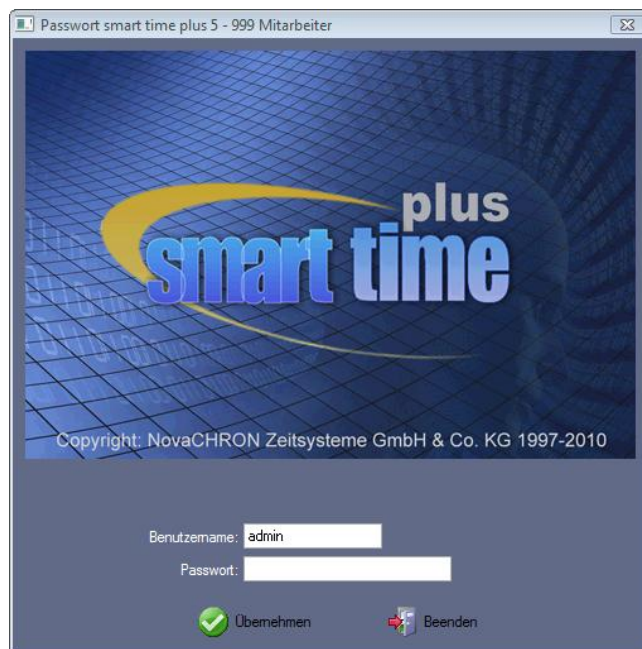 Passwort smart time plus 5 - 999 Mitarbeiter
plus
smart time
Copyright: NovaCHRON Zeitsysteme GmbH & Co. KG 1997-2010
Benutzername: admin
Passwort:
Übernehmen Beenden